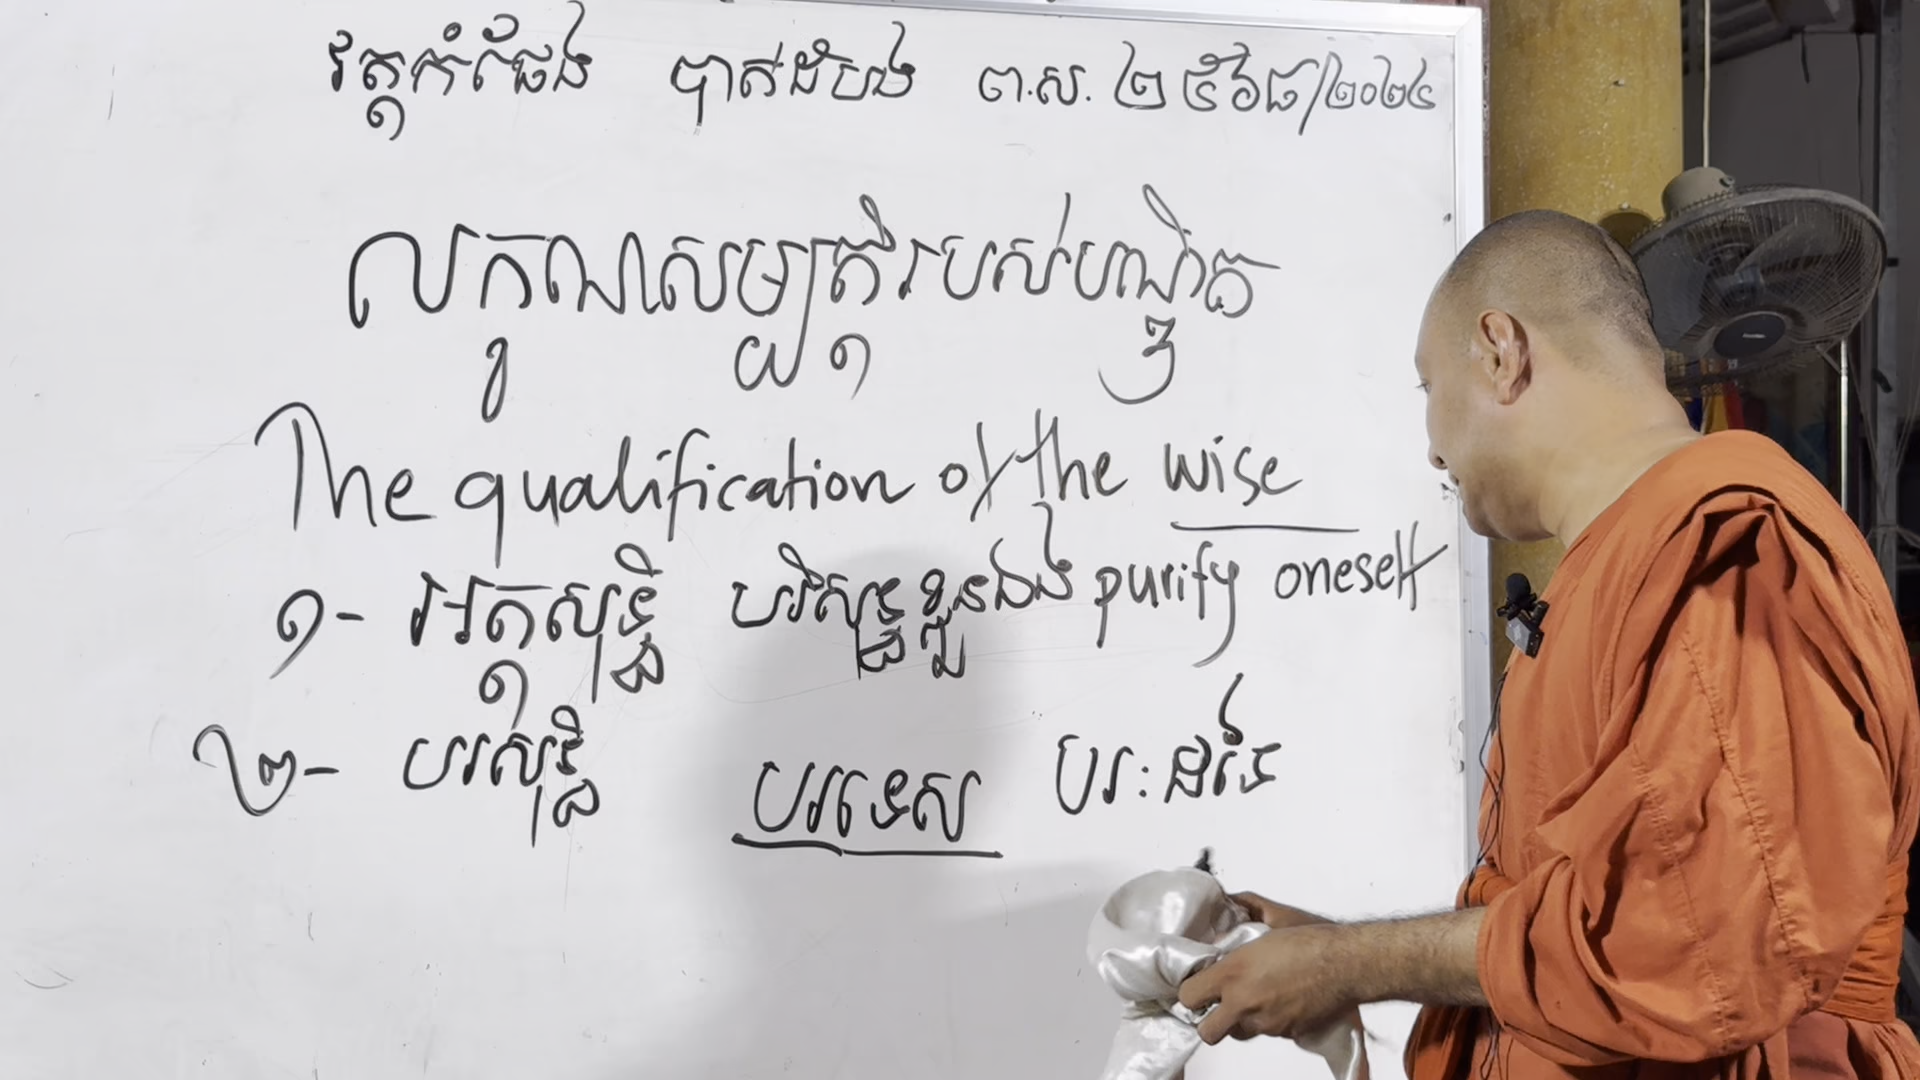 វត្តកំផែង បាត់ដំបង ព.ស. ២៥៦៨/២០២៤
លក្ខណសម្បត្តិរបស់បណ្ឌិត
The qualification of the wise
១- អត្តសុទ្ធិ បរិសុទ្ធខ្លួនឯង purify oneself
២- បរសុទ្ធិ បរទេស បរៈដទៃ